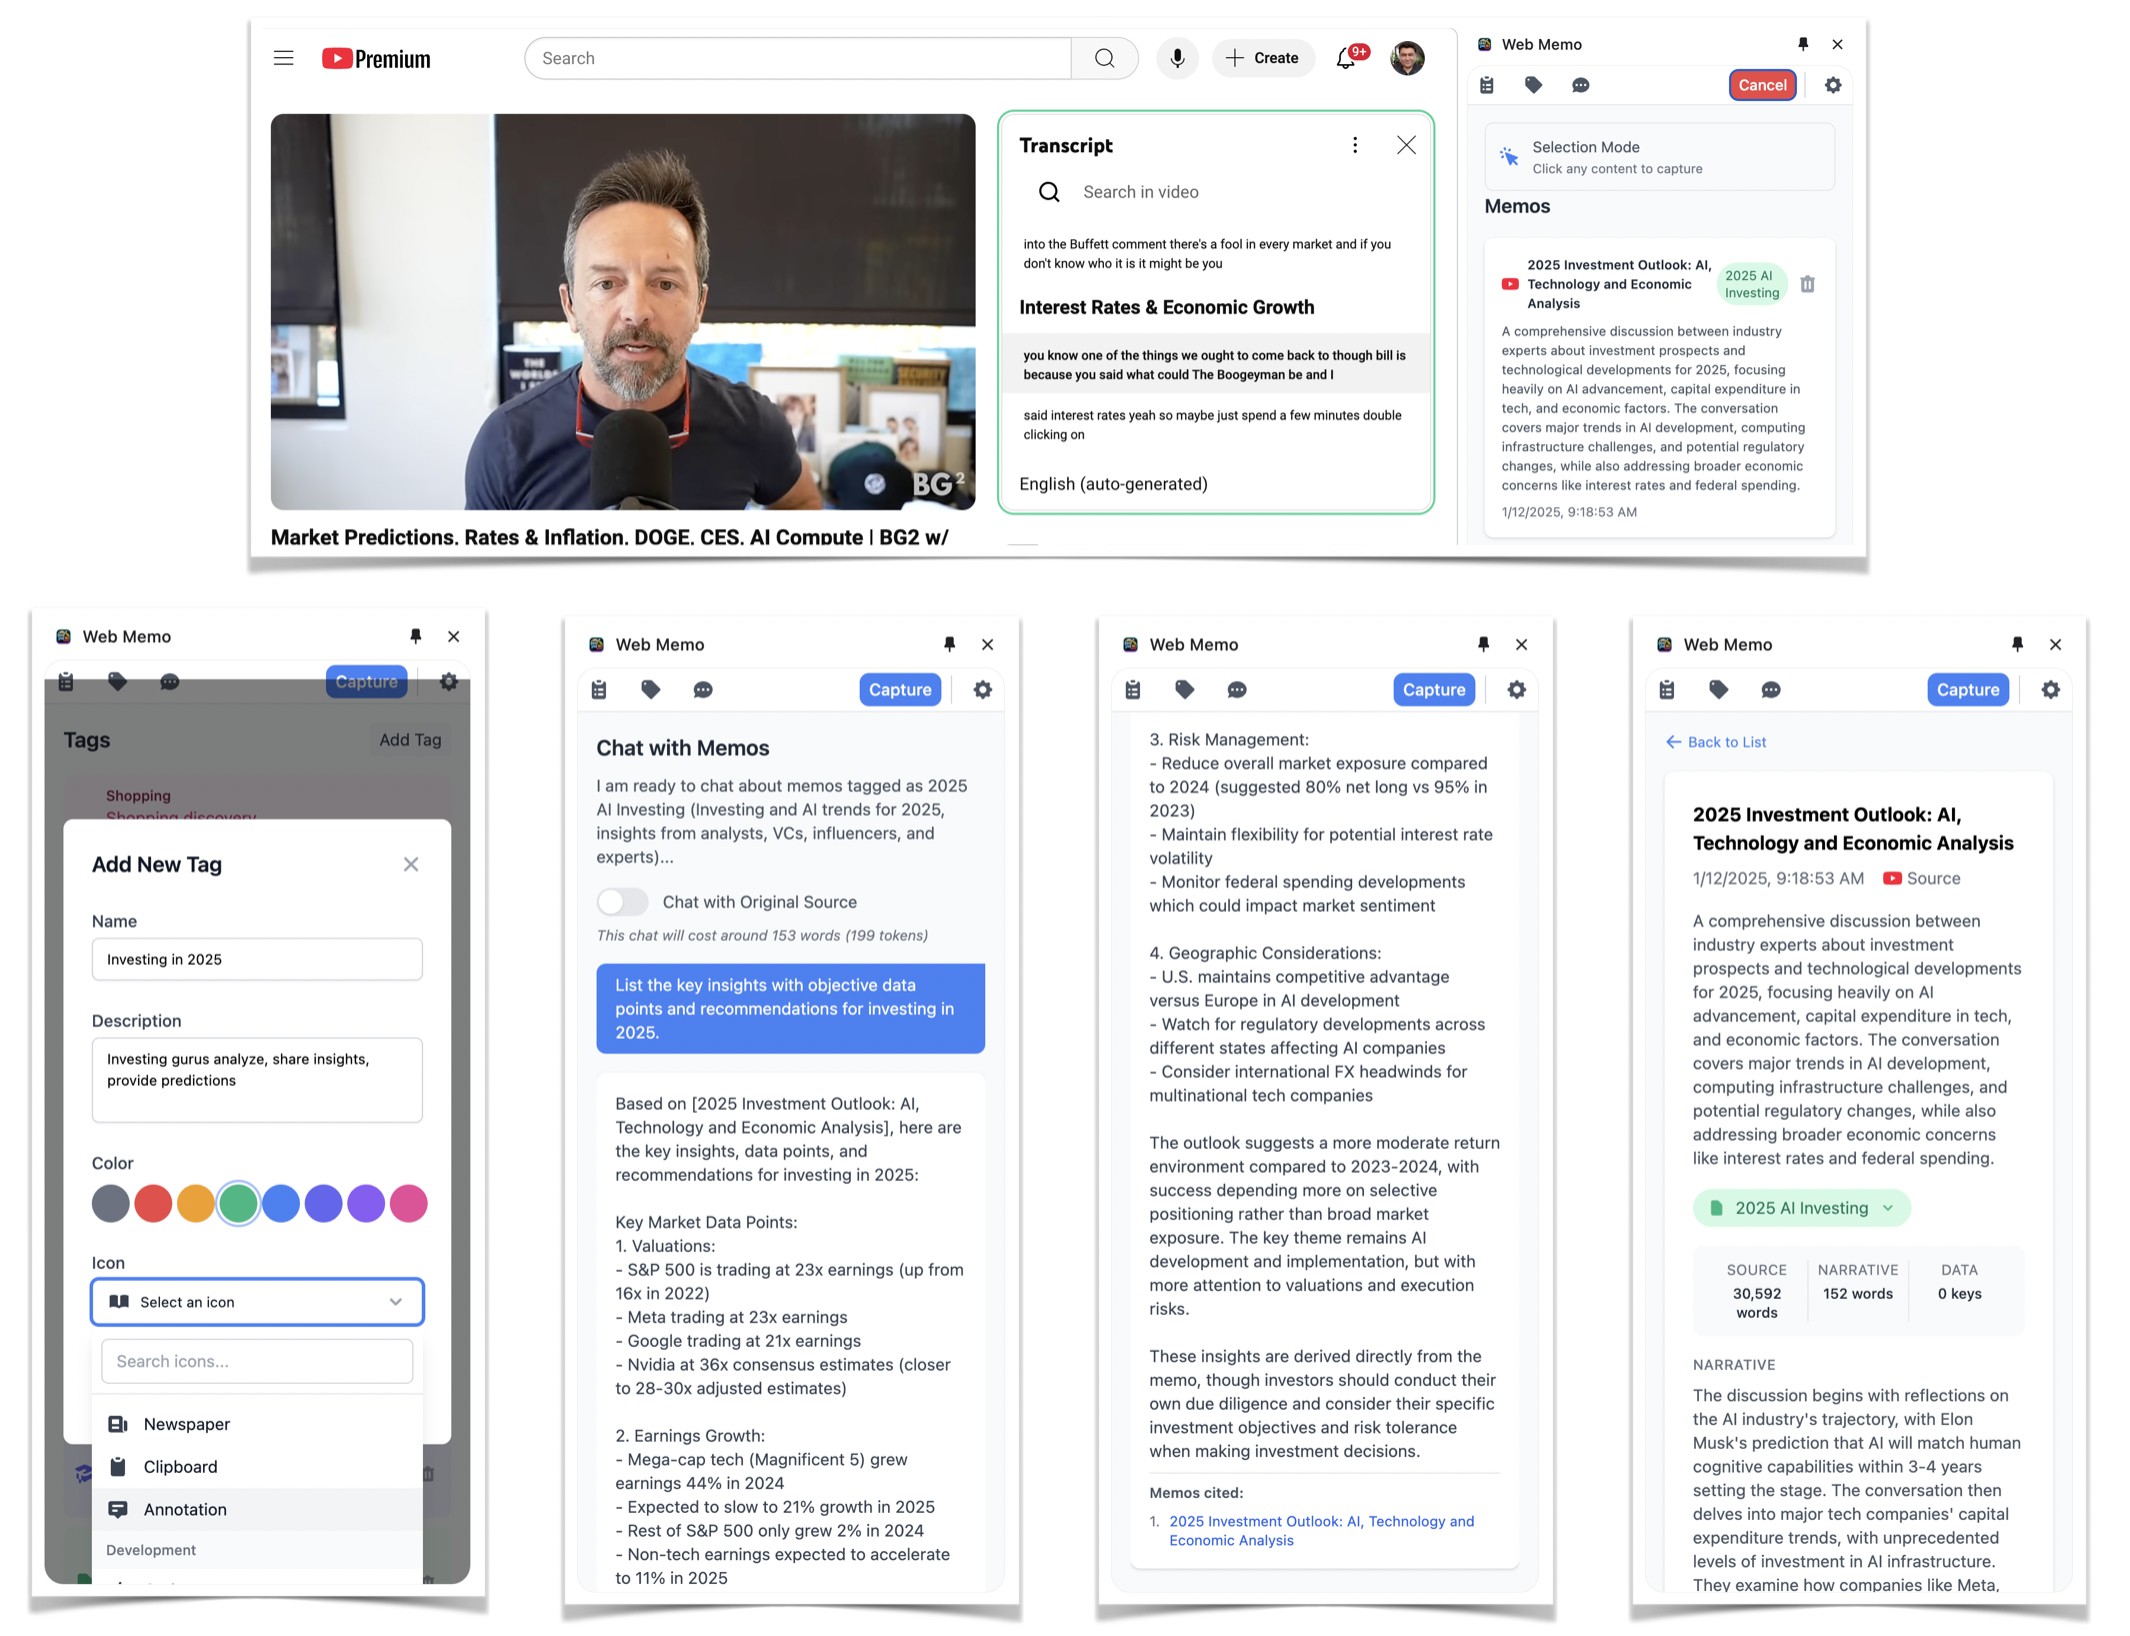 Premium
Search
Create
9+
Web Memo
Cancel
Selection Mode
Click any content to capture
Memos
2025 Investment Outlook: AI,
Technology and Economic
Analysis
2025 AI
Investing
A comprehensive discussion between industry
experts about investment prospects and
technological developments for 2025, focusing
heavily on AI advancement, capital expenditure in
tech, and economic factors. The conversation
covers major trends in AI development, computing
infrastructure challenges, and potential regulatory
changes, while also addressing broader economic
concerns like interest rates and federal spending.
1/12/2025, 9:18:53 AM
Transcript
Search in video
into the Buffett comment there's a fool in every market and if you
don't know who it is it might be you
Interest Rates & Economic Growth
you know one of the things we ought to come back to though bill is
because you said what could The Boogeyman be and I
said interest rates yeah so maybe just spend a few minutes double
clicking on
English (auto-generated)
THE
BG2
Market Predictions, Rates & Inflation, DOGE, CES, AI Compute | BG2 w/
Web Memo
Capture
Tags
Add Tag
Shopping
Shopping discovery
Add New Tag
Name
Investing in 2025
Description
Investing gurus analyze, share insights,
provide predictions
Color
Icon
Select an icon
Search icons...
Newspaper
Clipboard
Annotation
Development
Web Memo
Capture
Chat with Memos
I am ready to chat about memos tagged as 2025
AI Investing (Investing and AI trends for 2025,
insights from analysts, VCs, influencers, and
experts)...
Chat with Original Source
This chat will cost around 153 words (199 tokens)
List the key insights with objective data
points and recommendations for investing in
2025.
Based on [2025 Investment Outlook: AI,
Technology and Economic Analysis], here are
the key insights, data points, and
recommendations for investing in 2025:
Key Market Data Points:
1. Valuations:
- S&P 500 is trading at 23x earnings (up from
16x in 2022)
- Meta trading at 23x earnings
- Google trading at 21x earnings
- Nvidia at 36x consensus estimates (closer
to 28-30x adjusted estimates)
2. Earnings Growth:
- Mega-cap tech (Magnificent 5) grew
earnings 44% in 2024
- Expected to slow to 21% growth in 2025
- Rest of S&P 500 only grew 2% in 2024
- Non-tech earnings expected to accelerate
to 11% in 2025
Web Memo
Capture
3. Risk Management:
- Reduce overall market exposure compared
to 2024 (suggested 80% net long vs 95% in
2023)
- Maintain flexibility for potential interest rate
volatility
- Monitor federal spending developments
which could impact market sentiment
4. Geographic Considerations:
- U.S. maintains competitive advantage
versus Europe in AI development
- Watch for regulatory developments across
different states affecting AI companies
- Consider international FX headwinds for
multinational tech companies
The outlook suggests a more moderate return
environment compared to 2023-2024, with
success depending more on selective
positioning rather than broad market
exposure. The key theme remains AI
development and implementation, but with
more attention to valuations and execution
risks.
These insights are derived directly from the
memo, though investors should conduct their
own due diligence and consider their specific
investment objectives and risk tolerance
when making investment decisions.
Memos cited:
1. 2025 Investment Outlook: AI, Technology and
Economic Analysis
Web Memo
Capture
Back to List
2025 Investment Outlook: AI,
Technology and Economic Analysis
1/12/2025, 9:18:53 AM Source
A comprehensive discussion between
industry experts about investment
prospects and technological developments
for 2025, focusing heavily on AI
advancement, capital expenditure in tech,
and economic factors. The conversation
covers major trends in AI development,
computing infrastructure challenges, and
potential regulatory changes, while also
addressing broader economic concerns
like interest rates and federal spending.
2025 AI Investing
SOURCE NARRATIVE DATA
30,592 152 words 0 keys
words
NARRATIVE
The discussion begins with reflections on
the AI industry's trajectory, with Elon
Musk's prediction that AI will match human
cognitive capabilities within 3-4 years
setting the stage. The conversation then
delves into major tech companies' capital
expenditure trends, with unprecedented
levels of investment in AI infrastructure.
They examine how companies like Meta,